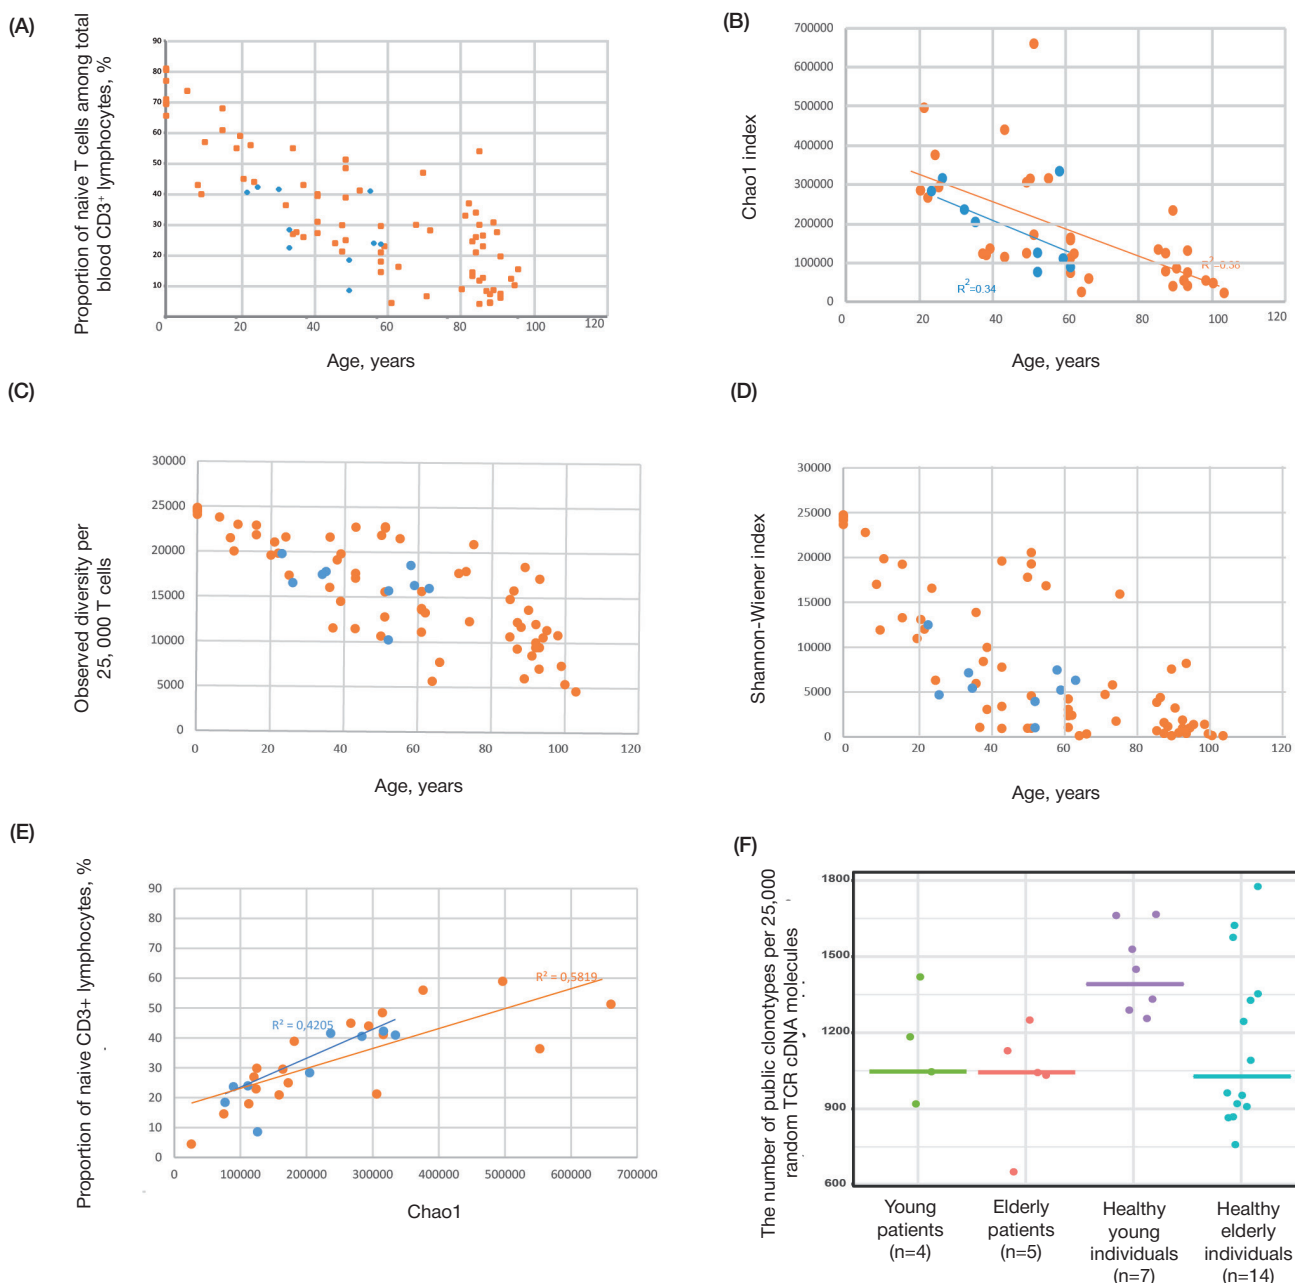 (A)
Proportion of naive T cells among total
blood CD3⁺ lymphocytes, %
90
80
70
60
50
40
30
20
10
0
20
40
60
80
100
120
Age, years
(B)
Chao1 index
700000
600000
500000
400000
300000
200000
100000
0
R²=0.38
R²=0.34
0
20
40
60
80
100
120
Age, years
(C)
Observed diversity per
25, 000 T cells
30000
25000
20000
15000
10000
5000
0
0
20
40
60
80
100
120
Age, years
(D)
Shannon-Wiener index
30000
25000
20000
15000
10000
5000
0
0
20
40
60
80
100
120
Age, years
(E)
Proportion of naive CD3+ lymphocytes, %
90
80
70
60
50
40
30
20
10
0
R² = 0,5819
R² = 0,4205
0
100000
200000
300000
400000
500000
600000
700000
Chao1
(F)
The number of public clonotypes per 25,000
random TCR cDNA molecules
1800
1500
1200
900
600
Young
patients
(n=4)
Elderly
patients
(n=5)
Healthy
young
individuals
(n=7)
Healthy
elderly
individuals
(n=14)